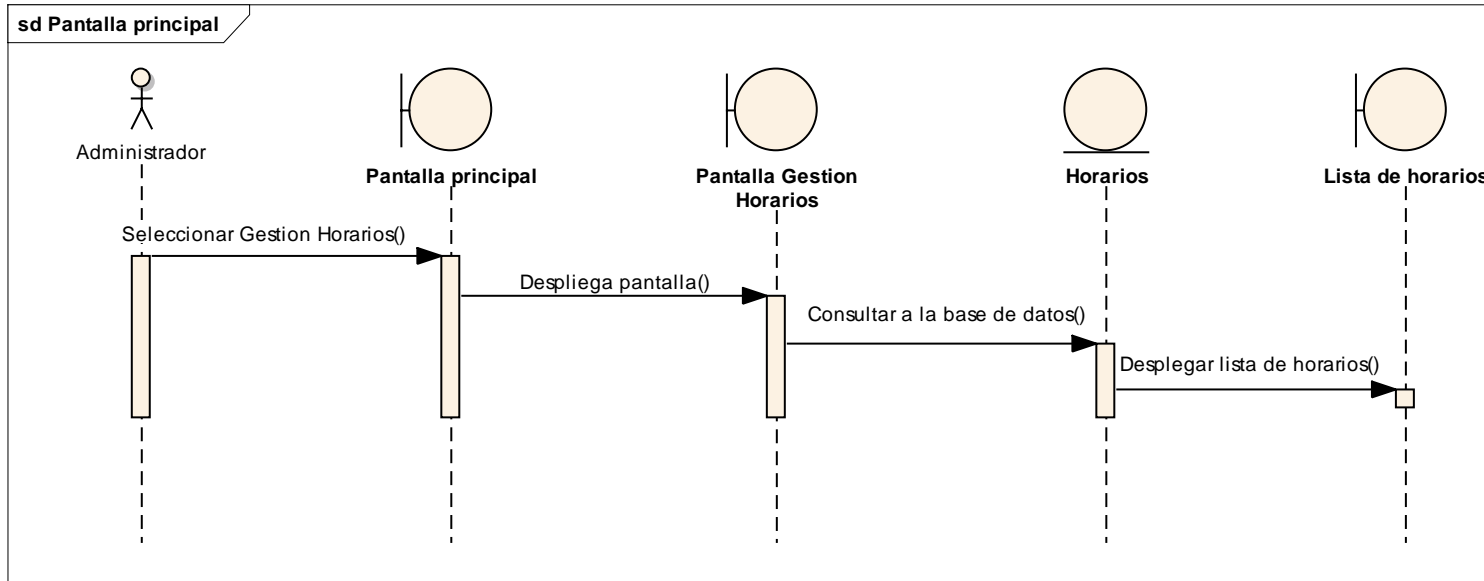 sd Pantalla principal
Administrador
Pantalla principal
Pantalla Gestion
Horarios
Horarios
Lista de horarios
Seleccionar Gestion Horarios()
Despliega pantalla()
Consultar a la base de datos()
Desplegar lista de horarios()